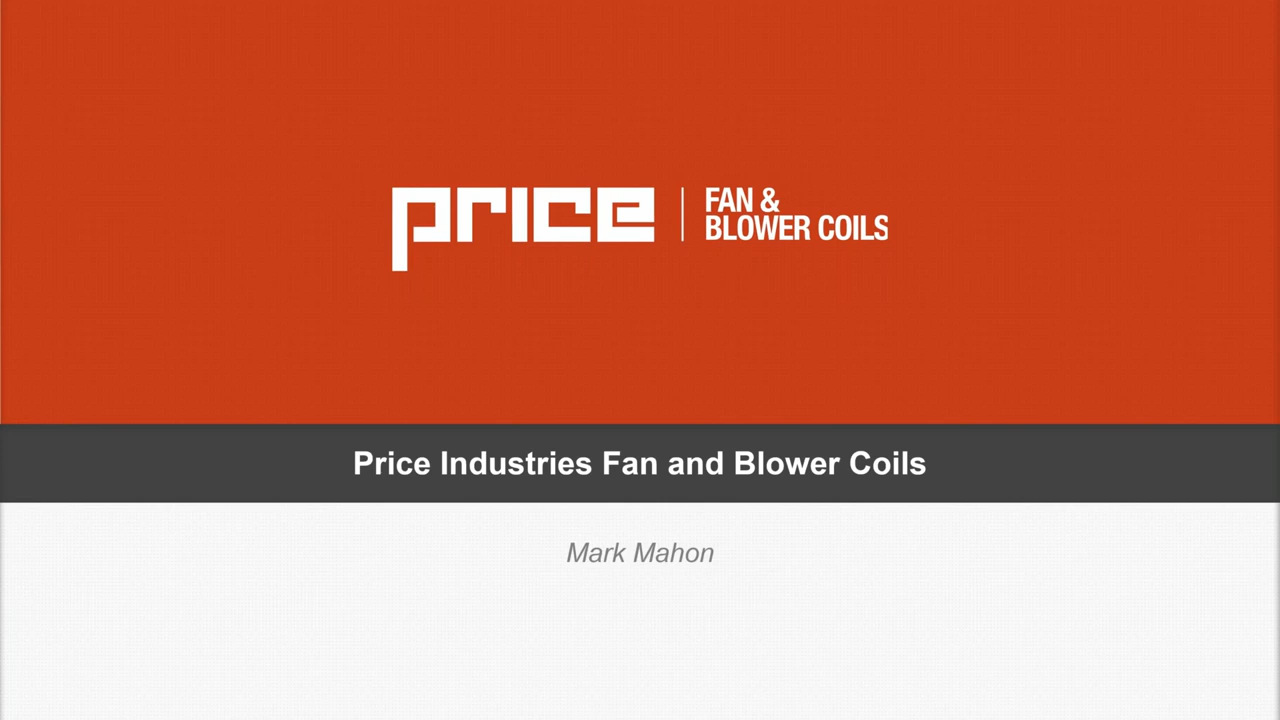 price
FAN &
BLOWER COILS
Price Industries Fan and Blower Coils
Mark Mahon